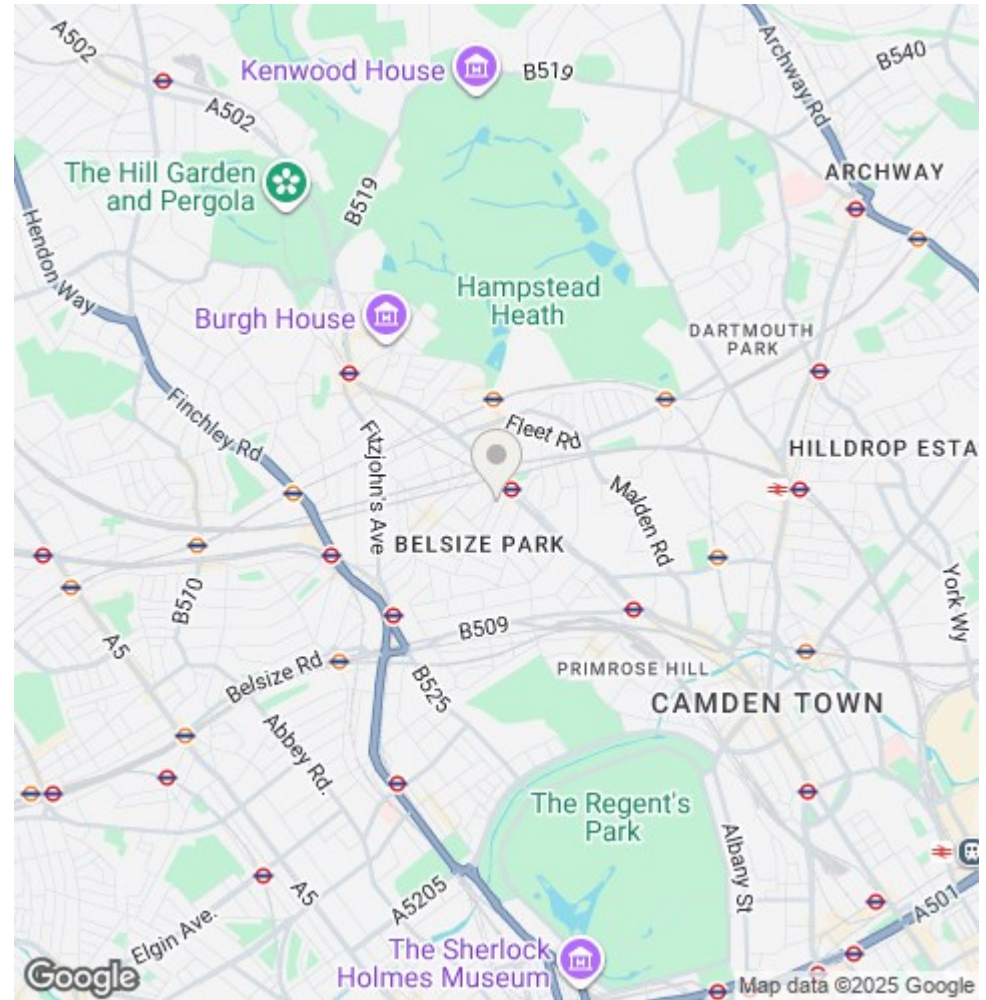 A502
Kenwood House
B519
B540
Archway Rd
A502
The Hill Garden
and Pergola
B519
ARCHWAY
Hendon Way
Hampstead
Heath
Burgh House
DARTMOUTH
PARK
Finchley Rd
Fitzjohn's Ave
Fleet Rd
HILLDROP ESTA
Malden Rd
BELSIZE PARK
B510
York Wy
A5
B509
Belsize Rd
PRIMROSE HILL
B525
CAMDEN TOWN
Abbey Rd.
The Regent's
Park
Albany St
A5
A5205
A501
Elgin Ave.
The Sherlock
Holmes Museum
Google
Map data ©2025 Google